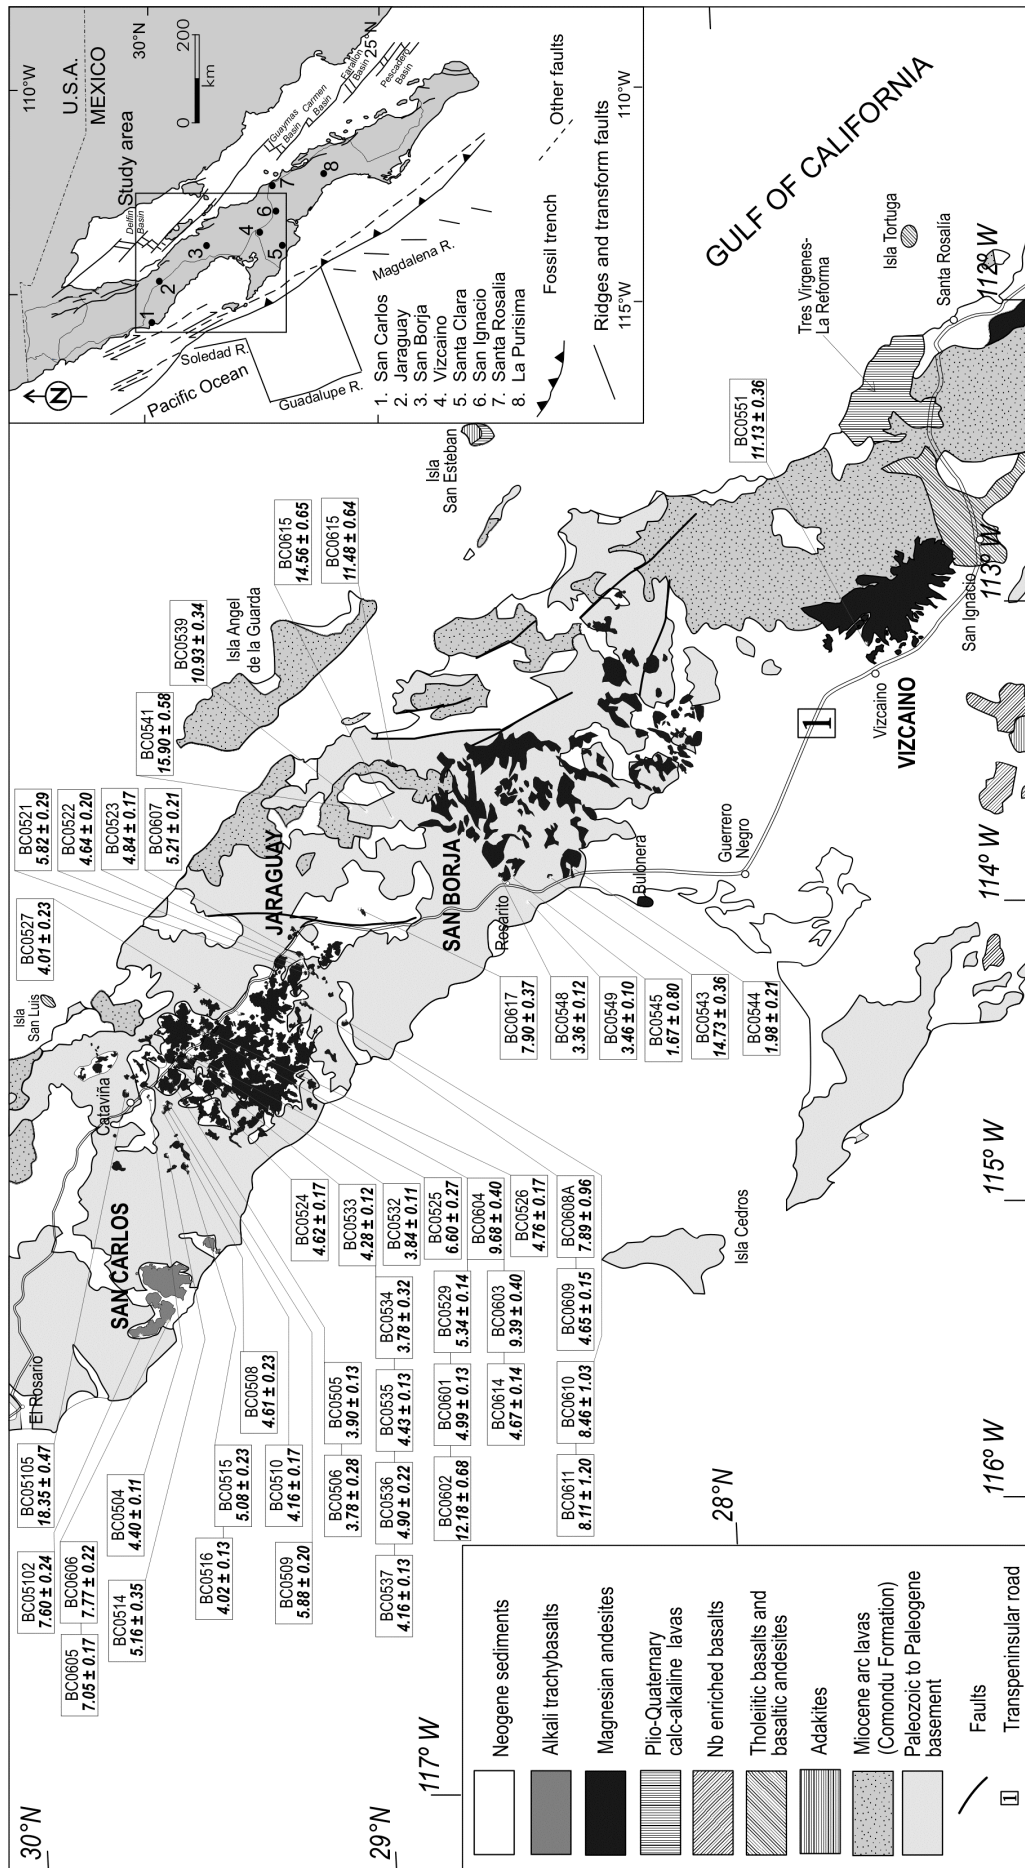 30°N
29°N
28°N
117° W
116° W
115° W
114° W
113° W
112° W
El Rosario
SAN CARLOS
Cataviña
Isla
San Luis
JARAGUAY
SAN BORJA
Rosarito
Bulonera
Guerrero
Negro
Isla Cedros
Isla Angel
de la Guarda
Isla
San Esteban
1
Vizcaino
VIZCAINO
San Ignacio
Tres Virgenes-
La Reforma
Isla Tortuga
Santa Rosalia
GULF OF CALIFORNIA
BC05102
7.60 ± 0.24
BC05105
18.35 ± 0.47
BC0605
7.05 ± 0.17
BC0606
7.77 ± 0.22
BC0514
5.16 ± 0.35
BC0504
4.40 ± 0.11
BC0516
4.02 ± 0.13
BC0515
5.08 ± 0.23
BC0508
4.61 ± 0.23
BC0509
5.88 ± 0.20
BC0510
4.16 ± 0.17
BC0506
3.78 ± 0.28
BC0505
3.90 ± 0.13
BC0524
4.62 ± 0.17
BC0533
4.28 ± 0.12
BC0537
4.16 ± 0.13
BC0536
4.90 ± 0.22
BC0535
4.43 ± 0.13
BC0534
3.78 ± 0.32
BC0532
3.84 ± 0.11
BC0602
12.18 ± 0.68
BC0601
4.99 ± 0.13
BC0529
5.34 ± 0.14
BC0525
6.60 ± 0.27
BC0614
4.67 ± 0.14
BC0603
9.39 ± 0.40
BC0604
9.68 ± 0.40
BC0526
4.76 ± 0.17
BC0611
8.11 ± 1.20
BC0610
8.46 ± 1.03
BC0609
4.65 ± 0.15
BC0608A
7.89 ± 0.96
BC0527
4.01 ± 0.23
BC0521
5.82 ± 0.29
BC0522
4.64 ± 0.20
BC0523
4.84 ± 0.17
BC0607
5.21 ± 0.21
BC0541
15.90 ± 0.58
BC0539
10.93 ± 0.34
BC0615
14.56 ± 0.65
BC0615
11.48 ± 0.64
BC0617
7.90 ± 0.37
BC0548
3.36 ± 0.12
BC0549
3.46 ± 0.10
BC0545
1.67 ± 0.80
BC0543
14.73 ± 0.36
BC0544
1.98 ± 0.21
BC0551
11.13 ± 0.36
Neogene sediments
Alkali trachybasalts
Magnesian andesites
Plio-Quaternary
calc-alkaline lavas
Nb enriched basalts
Tholeiitic basalts and
basaltic andesites
Adakites
Miocene arc lavas
(Comondu Formation)
Paleozoic to Paleogene
basement
Faults
1
Transpeninsular road
N
110°W
30°N
U.S.A.
MEXICO
0
200
km
Study area
Delfin
Basin
Guaymas
Basin
Carmen
Basin
Farallon
Basin
Pescadero
Basin
25°N
110°W
115°W
1
2
3
4
5
6
7
8
Pacific Ocean
Soledad R.
Guadalupe R.
Magdalena R.
1. San Carlos
2. Jaraguay
3. San Borja
4. Vizcaino
5. Santa Clara
6. San Ignacio
7. Santa Rosalia
8. La Purisima
Fossil trench
Other faults
Ridges and transform faults